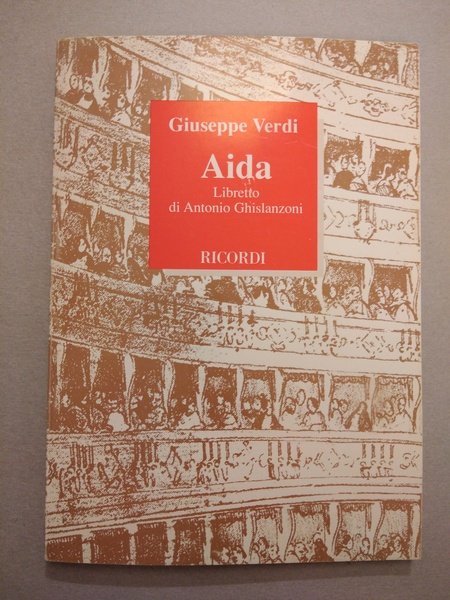 Giuseppe Verdi
Aida
Libretto
di Antonio Ghislanzoni
RICORDI